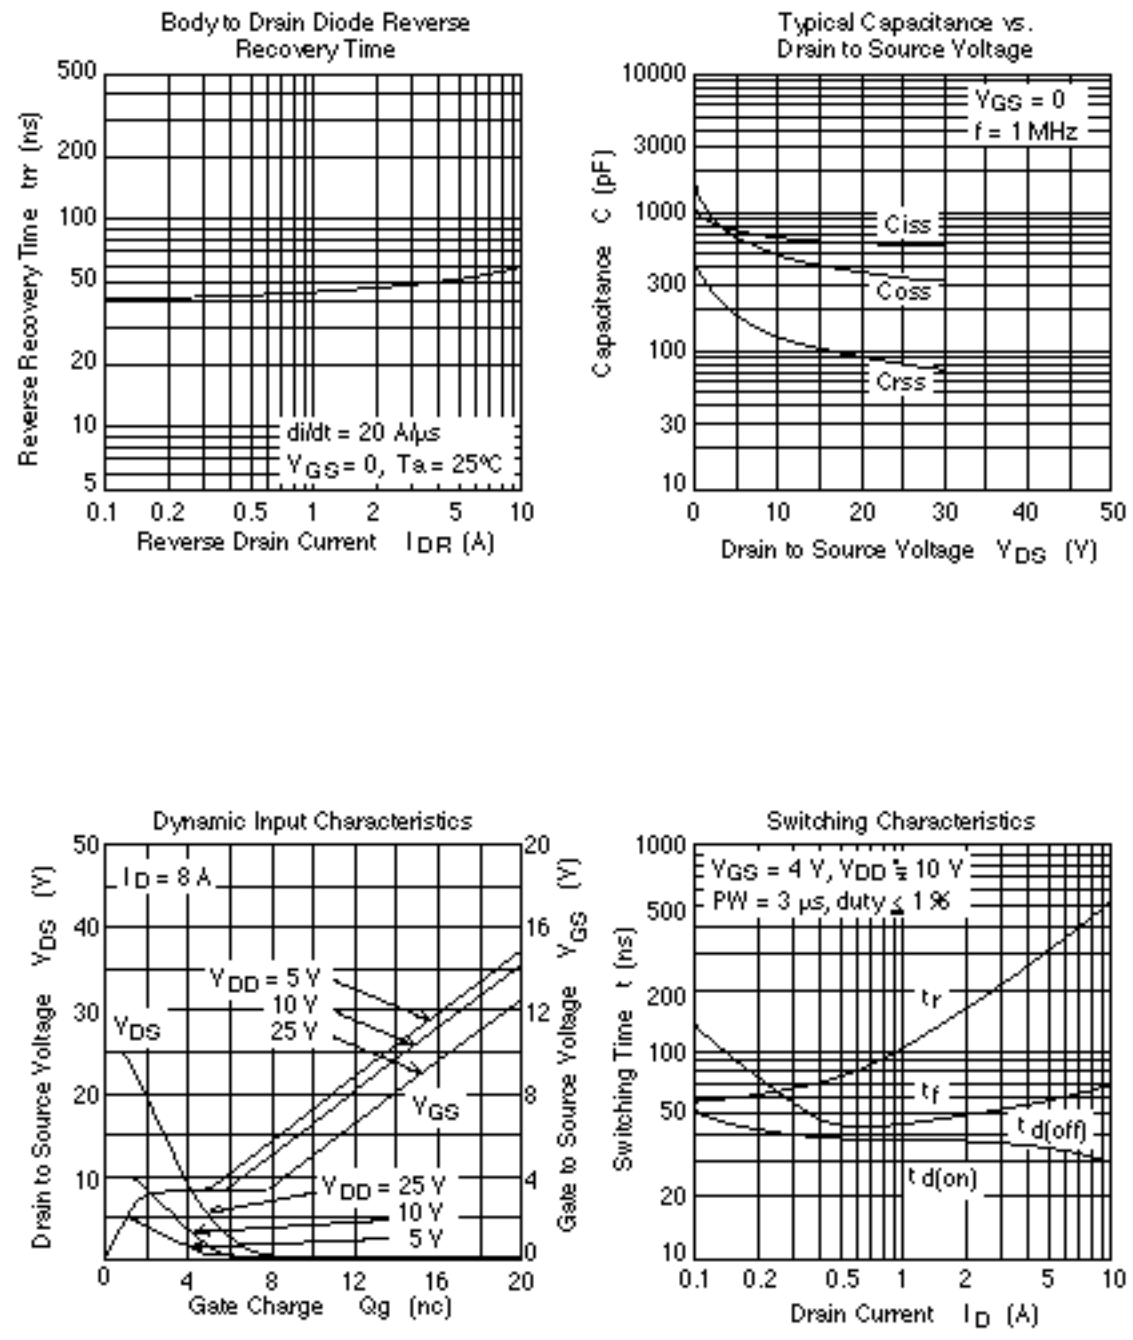 Body to Drain Diode Reverse
Recovery Time
500
200
100
50
20
10
5
Reverse Recovery Time trr (ns)
di/dt = 20 A/µs
VGS = 0, Ta = 25ºC
0.1 0.2 0.5 1 2 5 10
Reverse Drain Current IDR (A)
Typical Capacitance vs.
Drain to Source Voltage
10000
3000
1000
300
100
30
10
Capacitance C (pF)
VGS = 0
f = 1 MHz
Ciss
Coss
Crss
0 10 20 30 40 50
Drain to Source Voltage VDS (V)
Dynamic Input Characteristics
50
40
30
20
10
0
Drain to Source Voltage VDS (V)
ID = 8 A
VDD = 5 V
10 V
25 V
VDS
VGS
VDD = 25 V
10 V
5 V
20
16
12
8
4
0
Gate to Source Voltage VGS (V)
0 4 8 12 16 20
Gate Charge Qg (nc)
Switching Characteristics
1000
500
200
100
50
20
10
Switching Time t (ns)
VGS = 4 V, VDD = 10 V
PW = 3 µs, duty ≤ 1 %
tr
tf
td(off)
td(on)
0.1 0.2 0.5 1 2 5 10
Drain Current ID (A)